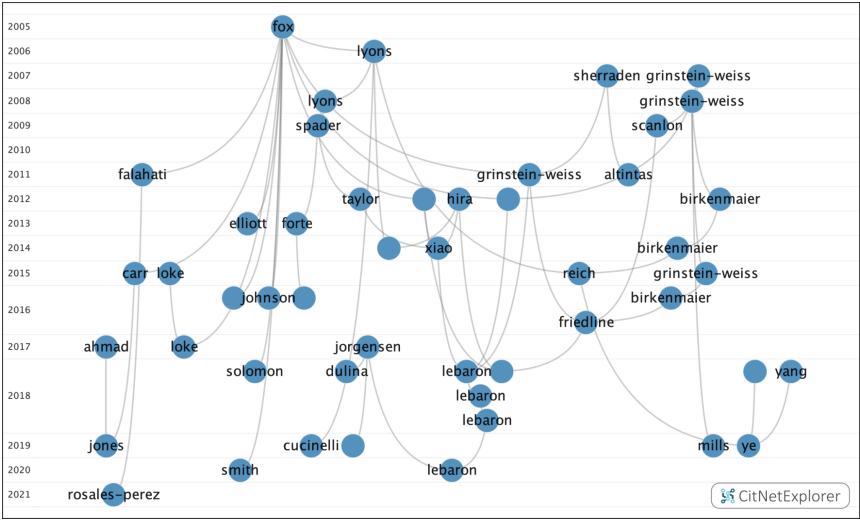 2005
fox
2006
lyons
2007
sherraden grinstein-weiss
2008
lyons
grinstein-weiss
2009
spader
scanlon
2010
2011
falahati
grinstein-weiss
altintas
2012
taylor
hira
birkenmaier
2013
elliott
forte
2014
xiao
birkenmaier
2015
carr
loke
reich
grinstein-weiss
johnson
birkenmaier
2016
friedline
2017
ahmad
loke
jorgensen
solomon
dulina
lebaron
yang
2018
lebaron
lebaron
2019
jones
cucinelli
mills
ye
2020
smith
lebaron
2021
rosales-perez
CitNetExplorer